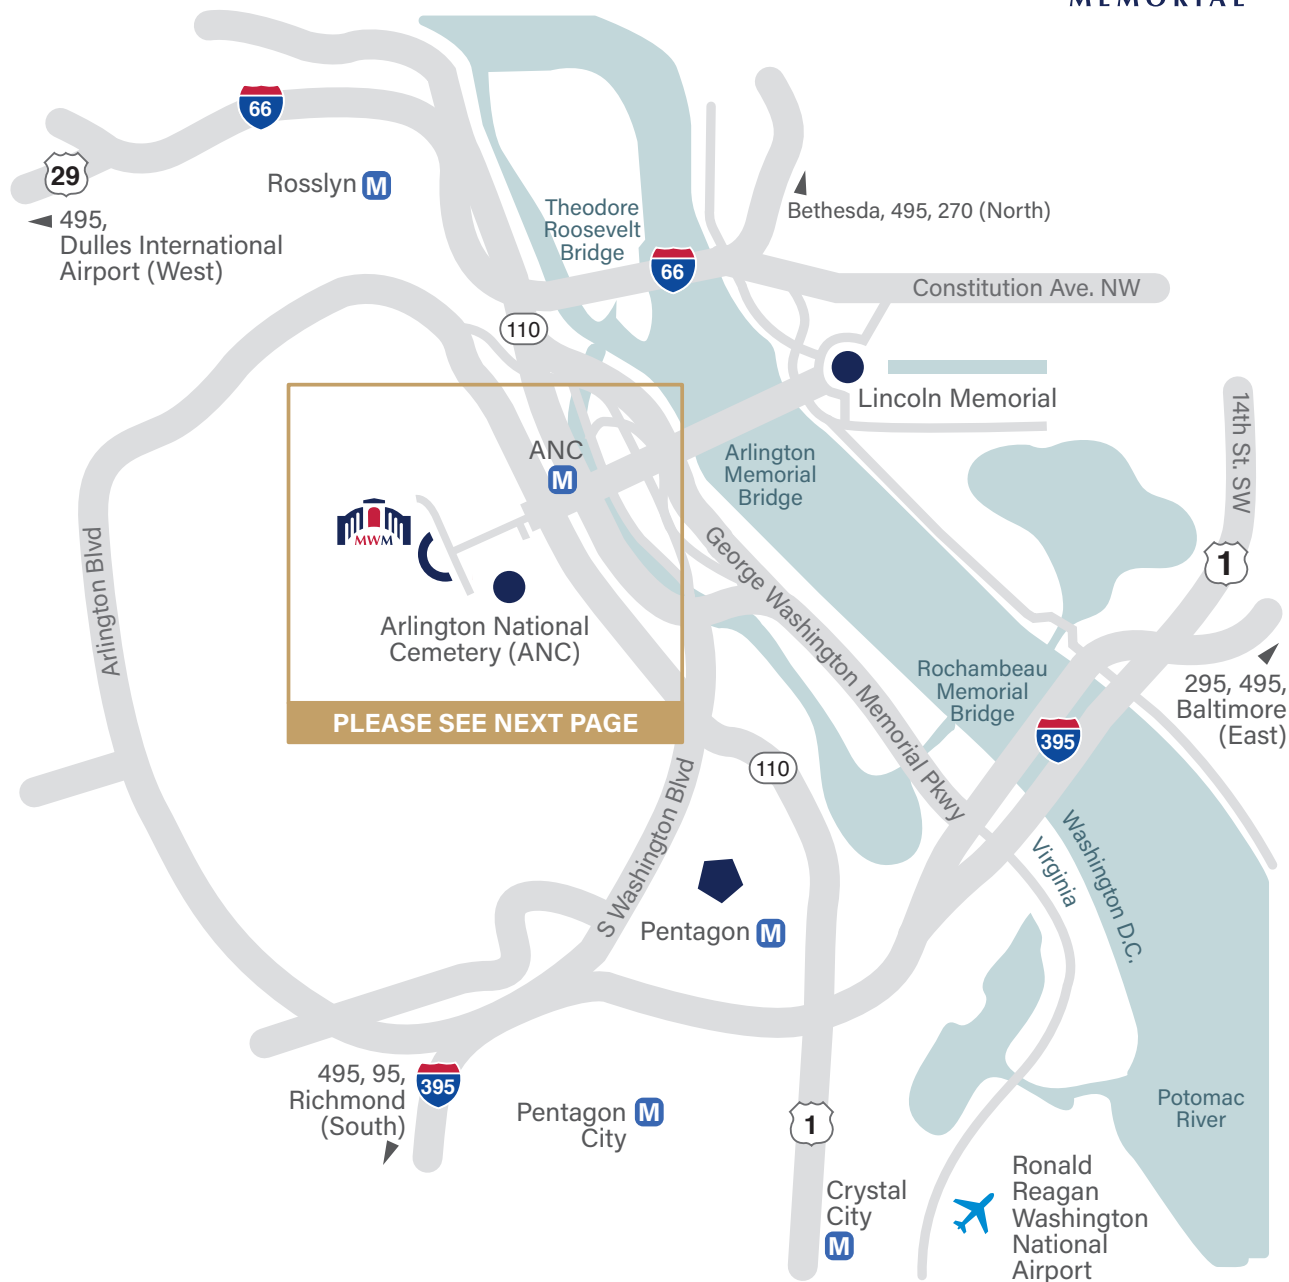 MEMORIAL
66
29
Rosslyn M
495,
Dulles International
Airport (West)
Theodore
Roosevelt
Bridge
66
Bethesda, 495, 270 (North)
Constitution Ave. NW
110
Lincoln Memorial
14th St. SW
ANC
M
Arlington
Memorial
Bridge
MWM
Arlington Blvd
George Washington Memorial Pkwy
1
Arlington National
Cemetery (ANC)
PLEASE SEE NEXT PAGE
Rochambeau
Memorial
Bridge
295, 495,
Baltimore
(East)
395
110
S Washington Blvd
Washington D.C.
Virginia
Pentagon M
495, 95,
Richmond
(South)
395
Pentagon M
City
1
Potomac
River
Crystal
City
M
Ronald
Reagan
Washington
National
Airport